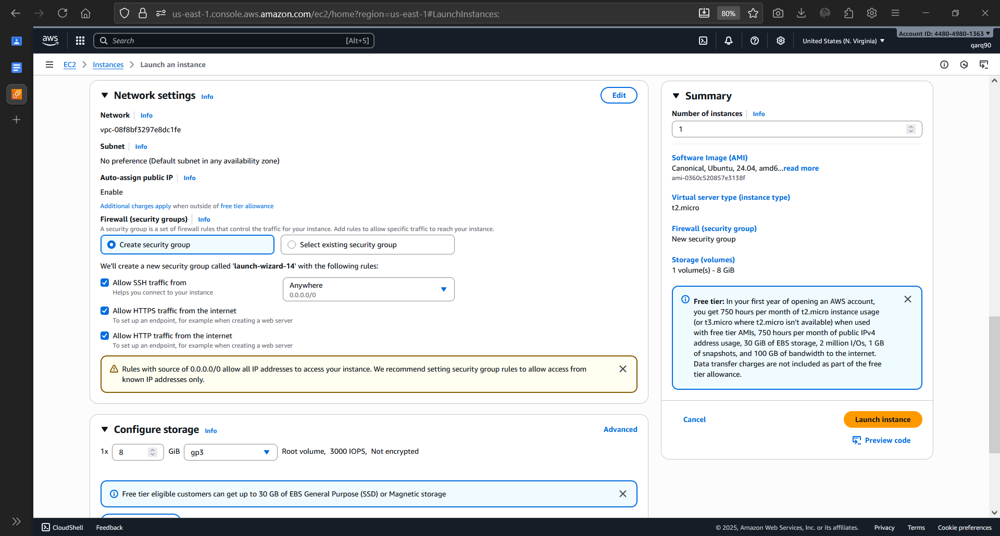 us-east-1.console.aws.amazon.com/ec2/home?region=us-east-1#LaunchInstances:
80%
aws
Search
[Alt+S]
United States (N. Virginia)
Account ID: 4480-4980-1363
qarq90
EC2
Instances
Launch an instance
Network settings Info
Edit
Network Info
vpc-08f8bf3297e8dc1fe
Subnet Info
No preference (Default subnet in any availability zone)
Auto-assign public IP Info
Enable
Additional charges apply when outside of free tier allowance
Firewall (security groups) Info
A security group is a set of firewall rules that control the traffic for your instance. Add rules to allow specific traffic to reach your instance.
Create security group
Select existing security group
We'll create a new security group called 'launch-wizard-14' with the following rules:
Allow SSH traffic from
Helps you connect to your instance
Anywhere
0.0.0.0/0
Allow HTTPS traffic from the internet
To set up an endpoint, for example when creating a web server
Allow HTTP traffic from the internet
To set up an endpoint, for example when creating a web server
Rules with source of 0.0.0.0/0 allow all IP addresses to access your instance. We recommend setting security group rules to allow access from
known IP addresses only.
Configure storage Info
Advanced
1x 8 GiB gp3 Root volume, 3000 IOPS, Not encrypted
Free tier eligible customers can get up to 30 GB of EBS General Purpose (SSD) or Magnetic storage
Summary
Number of instances Info
1
Software Image (AMI)
Canonical, Ubuntu, 24.04, amd6...read more
ami-0360c520857e3138f
Virtual server type (instance type)
t2.micro
Firewall (security group)
New security group
Storage (volumes)
1 volume(s) - 8 GiB
Free tier: In your first year of opening an AWS account,
you get 750 hours per month of t2.micro instance usage
(or t3.micro where t2.micro isn't available) when used
with free tier AMIs, 750 hours per month of public IPv4
address usage, 30 GiB of EBS storage, 2 million I/Os, 1 GB
of snapshots, and 100 GB of bandwidth to the internet.
Data transfer charges are not included as part of the free
tier allowance.
Cancel
Launch instance
Preview code
CloudShell
Feedback
© 2025, Amazon Web Services, Inc. or its affiliates.
Privacy
Terms
Cookie preferences